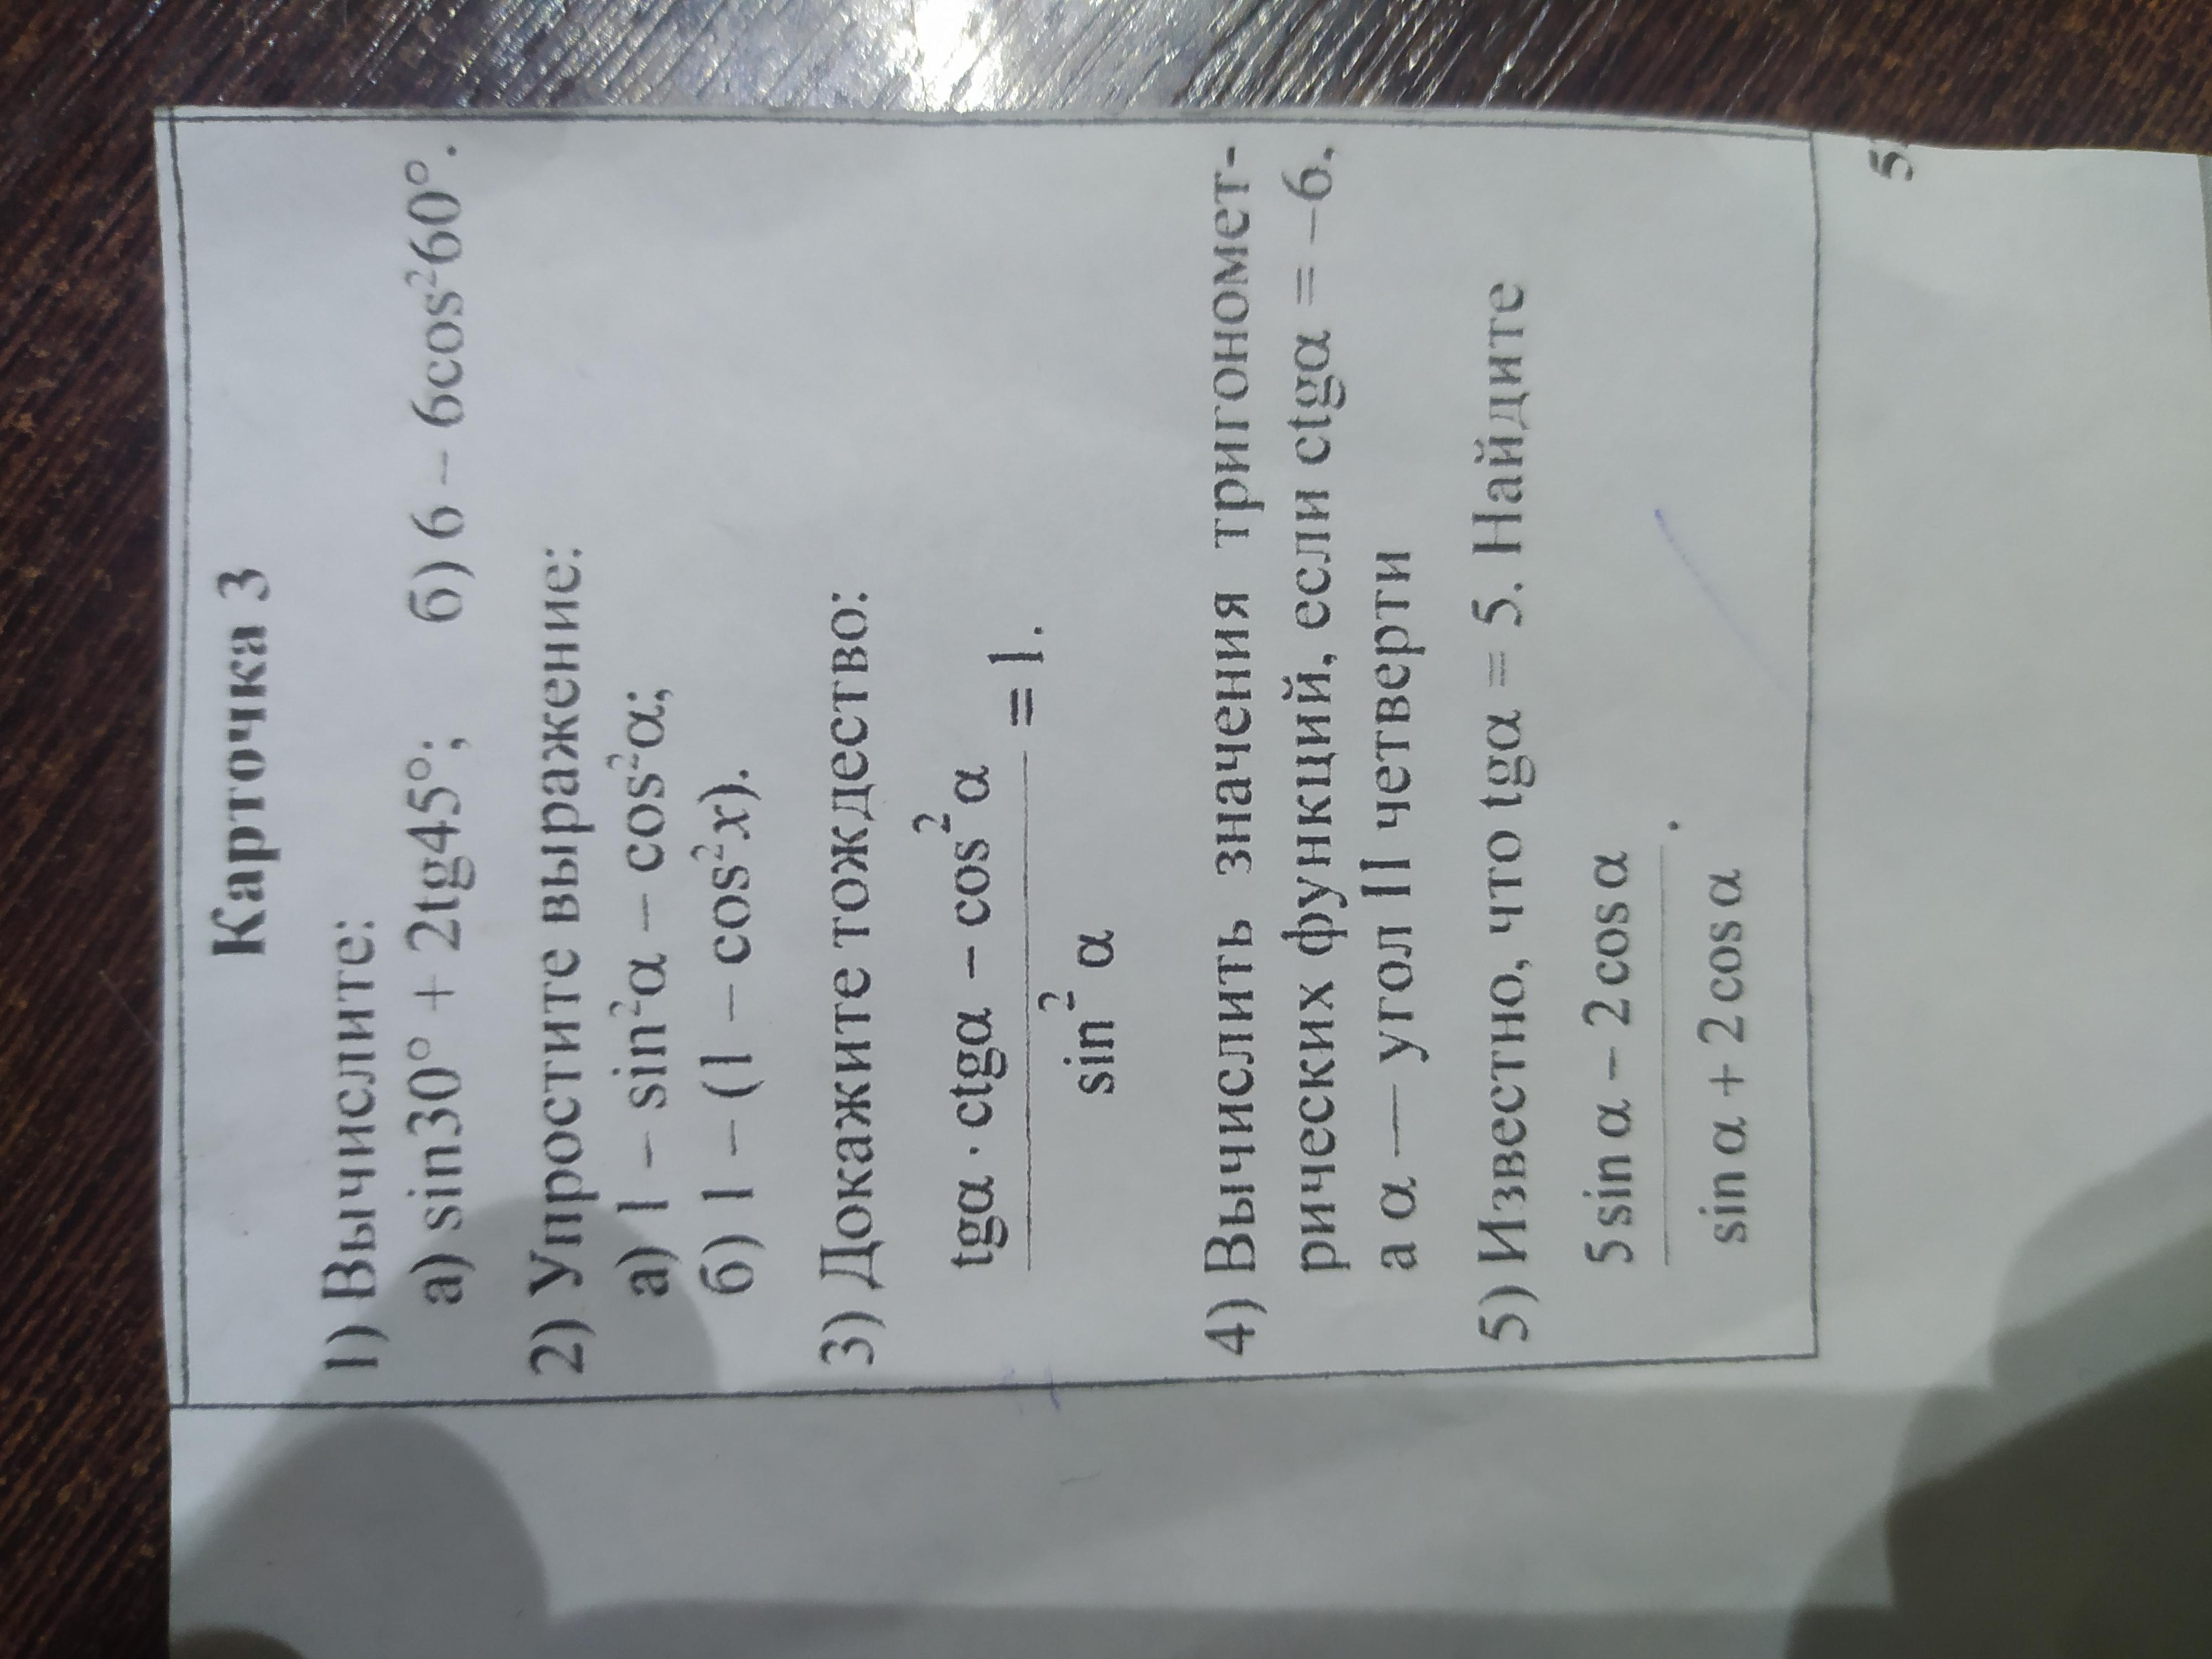 Карточка 3
1) Вычислите:
а) sin30° + 2tg45°; б) 6 – 6cos²60°.
2) Упростите выражение:
а) 1 – sin²α – cos²α;
б) 1 – (1 – cos²x).
3) Докажите тождество:
tgα · ctgα – cos²α
= 1.
sin²α
4) Вычислить значения тригономет-
рических функций, если ctgα = –6,
а α — угол II четверти
5) Известно, что tgα = 5. Найдите
5 sin α – 2 cos α
.
sin α + 2 cos α
5